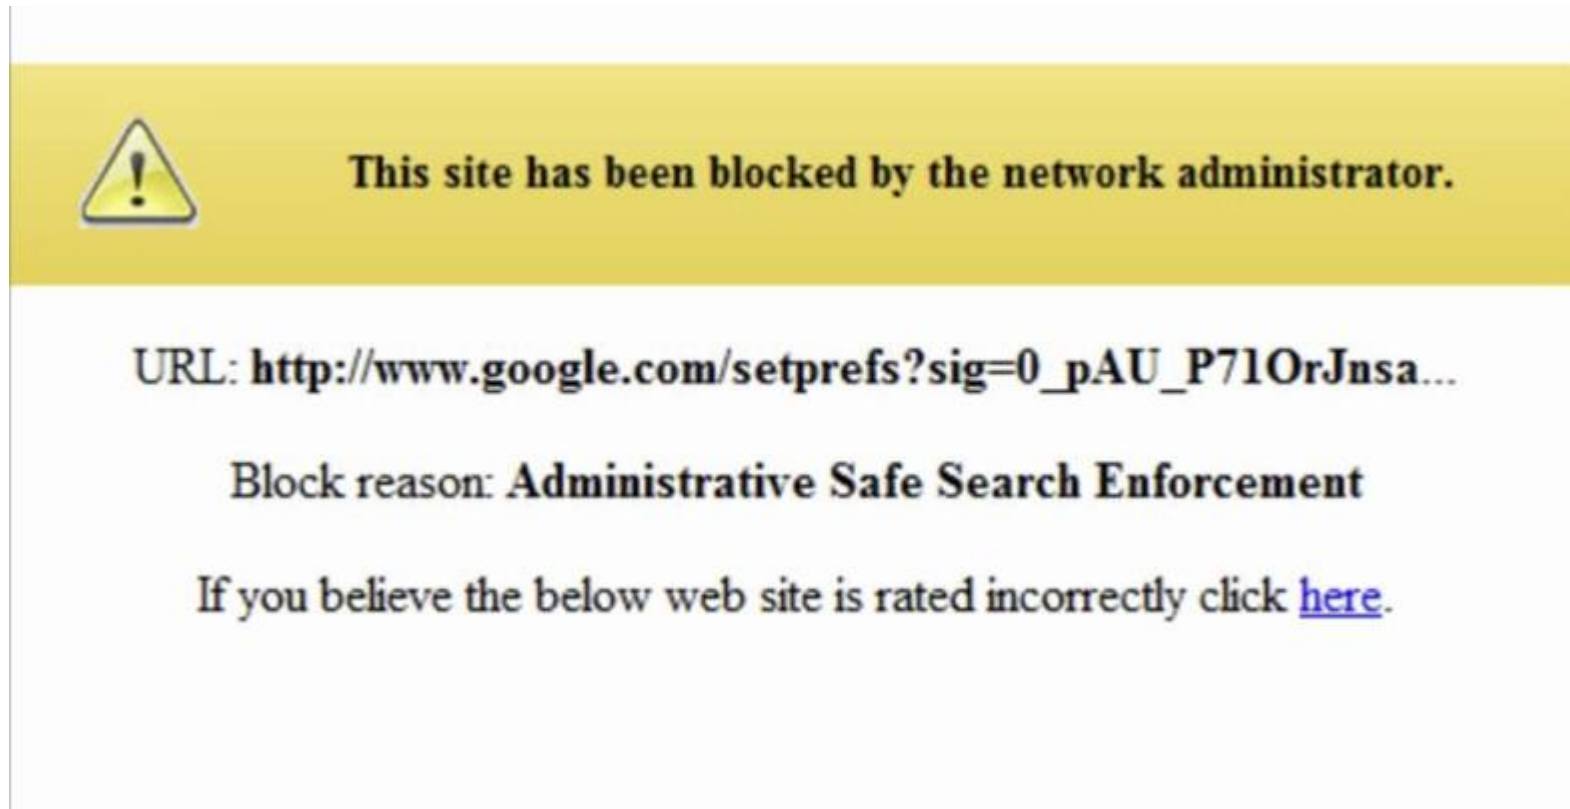 This site has been blocked by the network administrator.
URL: http://www.google.com/setprefs?sig=0_pAU_P71OrJnsa...
Block reason: Administrative Safe Search Enforcement
If you believe the below web site is rated incorrectly click here.